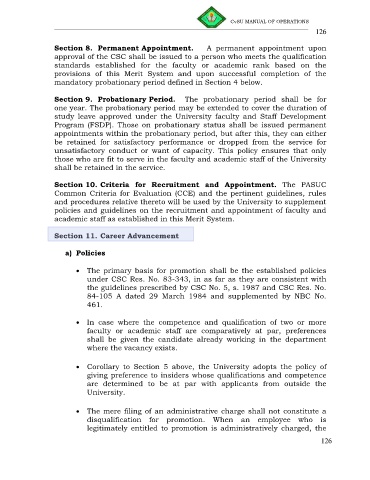 CvSU MANUAL OF OPERATIONS
126
Section 8. Permanent Appointment. A permanent appointment upon
approval of the CSC shall be issued to a person who meets the qualification
standards established for the faculty or academic rank based on the
provisions of this Merit System and upon successful completion of the
mandatory probationary period defined in Section 4 below.
Section 9. Probationary Period. The probationary period shall be for
one year. The probationary period may be extended to cover the duration of
study leave approved under the University faculty and Staff Development
Program (FSDP). Those on probationary status shall be issued permanent
appointments within the probationary period, but after this, they can either
be retained for satisfactory performance or dropped from the service for
unsatisfactory conduct or want of capacity. This policy ensures that only
those who are fit to serve in the faculty and academic staff of the University
shall be retained in the service.
Section 10. Criteria for Recruitment and Appointment. The PASUC
Common Criteria for Evaluation (CCE) and the pertinent guidelines, rules
and procedures relative thereto will be used by the University to supplement
policies and guidelines on the recruitment and appointment of faculty and
academic staff as established in this Merit System.
Section 11. Career Advancement
a) Policies
• The primary basis for promotion shall be the established policies
under CSC Res. No. 83-343, in as far as they are consistent with
the guidelines prescribed by CSC No. 5, s. 1987 and CSC Res. No.
84-105 A dated 29 March 1984 and supplemented by NBC No.
461.
• In case where the competence and qualification of two or more
faculty or academic staff are comparatively at par, preferences
shall be given the candidate already working in the department
where the vacancy exists.
• Corollary to Section 5 above, the University adopts the policy of
giving preference to insiders whose qualifications and competence
are determined to be at par with applicants from outside the
University.
• The mere filing of an administrative charge shall not constitute a
disqualification for promotion. When an employee who is
legitimately entitled to promotion is administratively charged, the
126